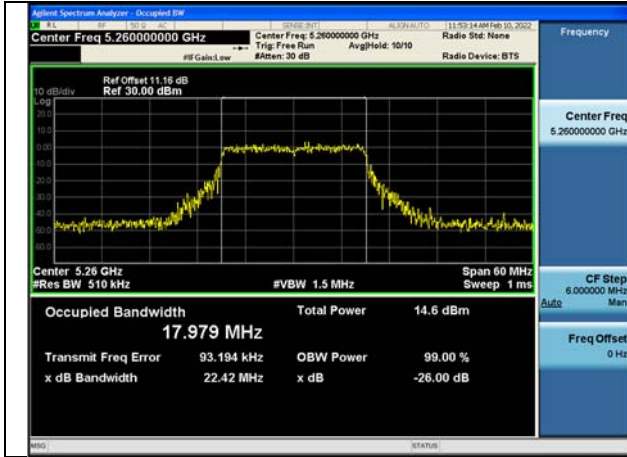 Agilent Spectrum Analyzer - Occupied BW
RL RF 50 Ω AC SENSE:INT ALIGN AUTO 11:53:14 AM Feb 10, 2022
Center Freq 5.260000000 GHz
Center Freq: 5.260000000 GHz
Radio Std: None
Trig: Free Run Avg|Hold: 10/10
#IFGain:Low #Atten: 30 dB Radio Device: BTS
Ref Offset 11.16 dB
10 dB/div Ref 30.00 dBm
Log
20.0
10.0
0.00
10.0
20.0
30.0
40.0
50.0
60.0
Center 5.26 GHz Span 60 MHz
#Res BW 510 kHz #VBW 1.5 MHz Sweep 1 ms
Occupied Bandwidth Total Power 14.6 dBm
17.979 MHz
Transmit Freq Error 93.194 kHz OBW Power 99.00 %
x dB Bandwidth 22.42 MHz x dB -26.00 dB
MSG STATUS
Frequency
Center Freq
5.260000000 GHz
CF Step
6.000000 MHz
Auto Man
Freq Offset
0 Hz